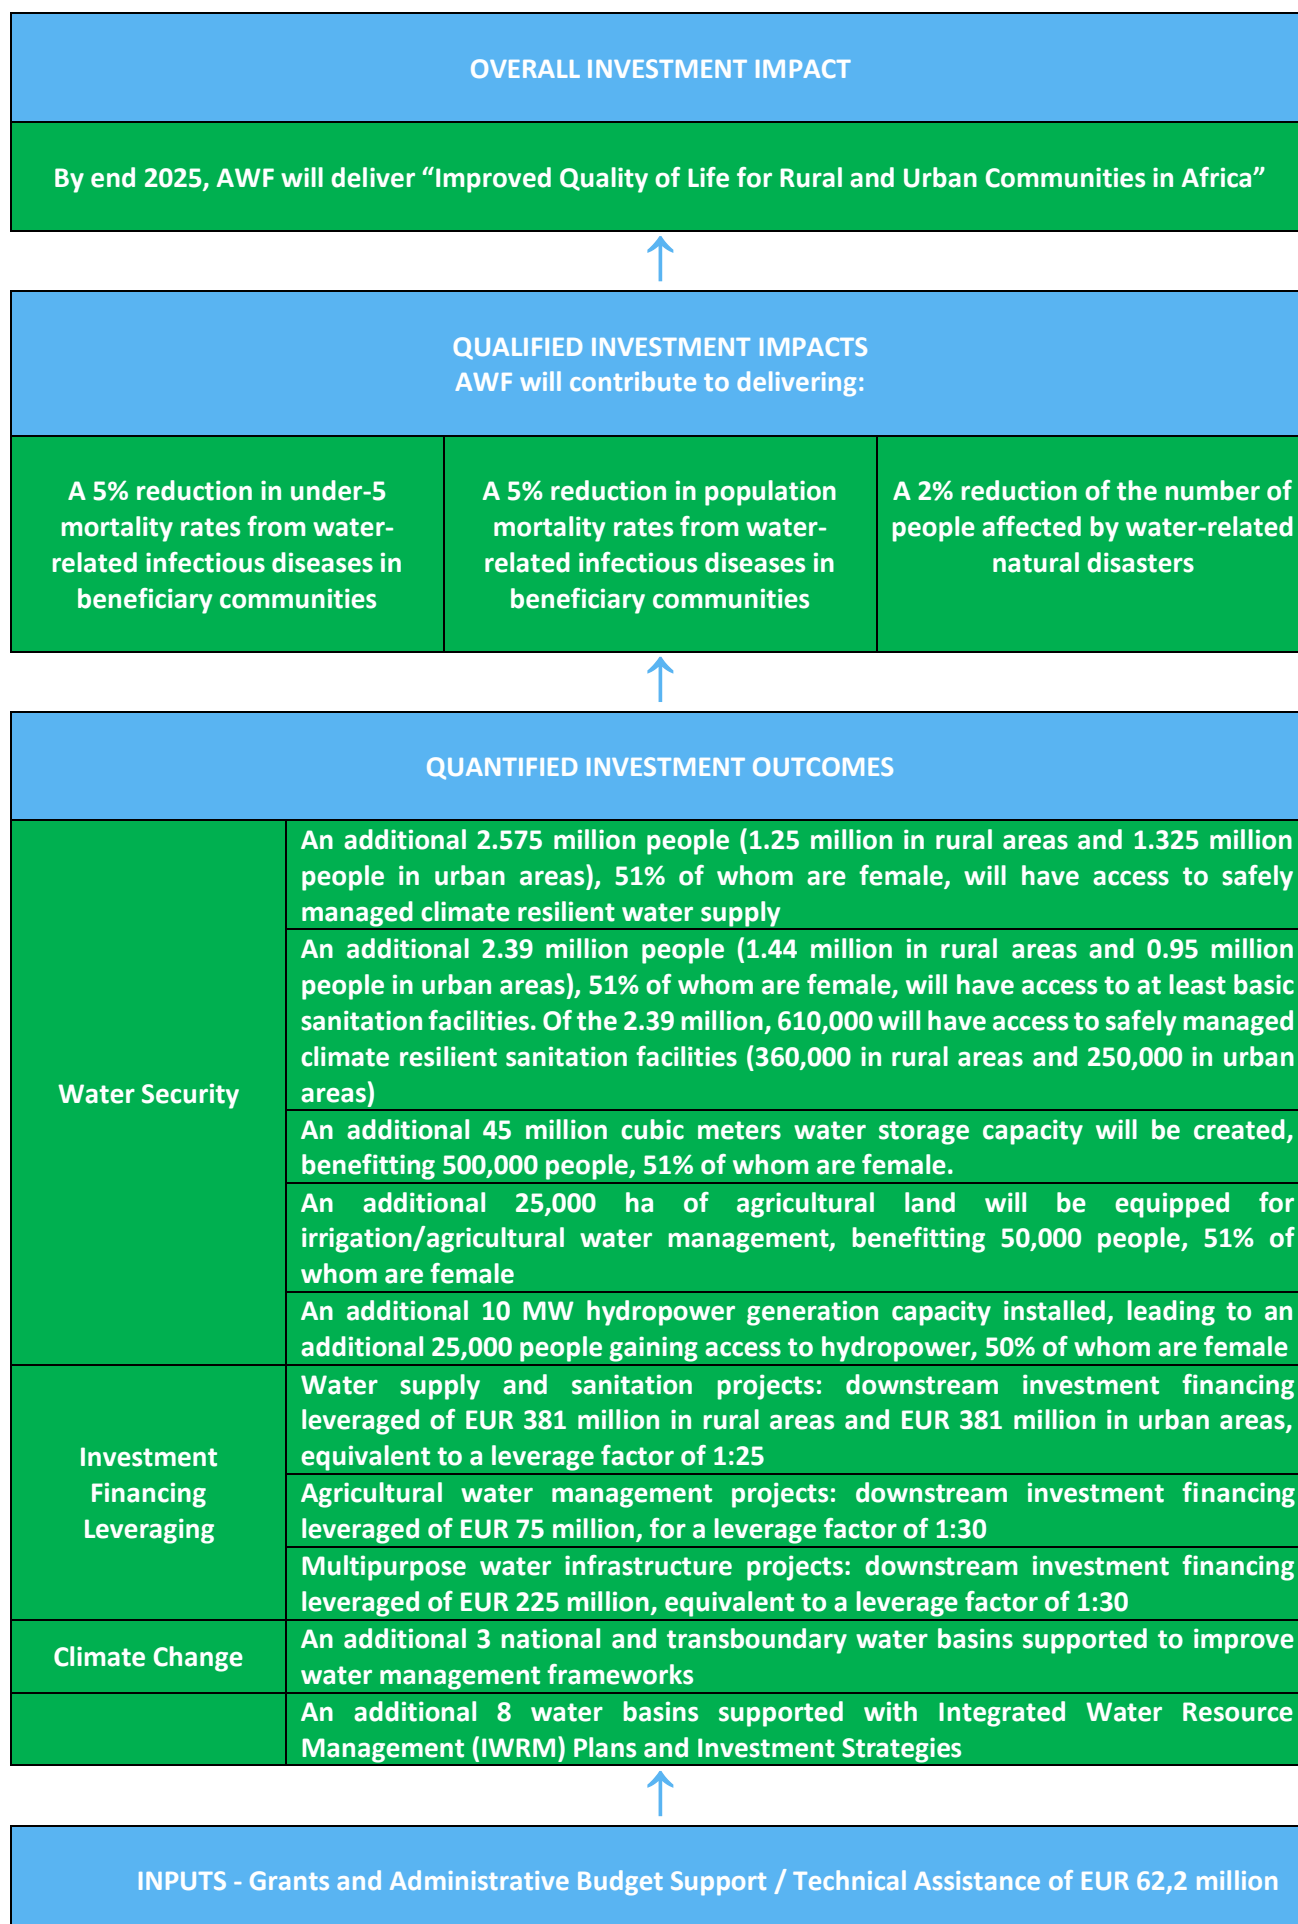 OVERALL INVESTMENT IMPACT
By end 2025, AWF will deliver “Improved Quality of Life for Rural and Urban Communities in Africa”
↑
QUALIFIED INVESTMENT IMPACTS
AWF will contribute to delivering:
A 5% reduction in under-5
mortality rates from water-
related infectious diseases in
beneficiary communities
A 5% reduction in population
mortality rates from water-
related infectious diseases in
beneficiary communities
A 2% reduction of the number of
people affected by water-related
natural disasters
↑
QUANTIFIED INVESTMENT OUTCOMES
Water Security
An additional 2.575 million people (1.25 million in rural areas and 1.325 million
people in urban areas), 51% of whom are female, will have access to safely
managed climate resilient water supply
An additional 2.39 million people (1.44 million in rural areas and 0.95 million
people in urban areas), 51% of whom are female, will have access to at least basic
sanitation facilities. Of the 2.39 million, 610,000 will have access to safely managed
climate resilient sanitation facilities (360,000 in rural areas and 250,000 in urban
areas)
An additional 45 million cubic meters water storage capacity will be created,
benefitting 500,000 people, 51% of whom are female.
An additional 25,000 ha of agricultural land will be equipped for
irrigation/agricultural water management, benefitting 50,000 people, 51% of
whom are female
An additional 10 MW hydropower generation capacity installed, leading to an
additional 25,000 people gaining access to hydropower, 50% of whom are female
Investment
Financing
Leveraging
Water supply and sanitation projects: downstream investment financing
leveraged of EUR 381 million in rural areas and EUR 381 million in urban areas,
equivalent to a leverage factor of 1:25
Agricultural water management projects: downstream investment financing
leveraged of EUR 75 million, for a leverage factor of 1:30
Multipurpose water infrastructure projects: downstream investment financing
leveraged of EUR 225 million, equivalent to a leverage factor of 1:30
Climate Change
An additional 3 national and transboundary water basins supported to improve
water management frameworks
An additional 8 water basins supported with Integrated Water Resource
Management (IWRM) Plans and Investment Strategies
↑
INPUTS - Grants and Administrative Budget Support / Technical Assistance of EUR 62,2 million